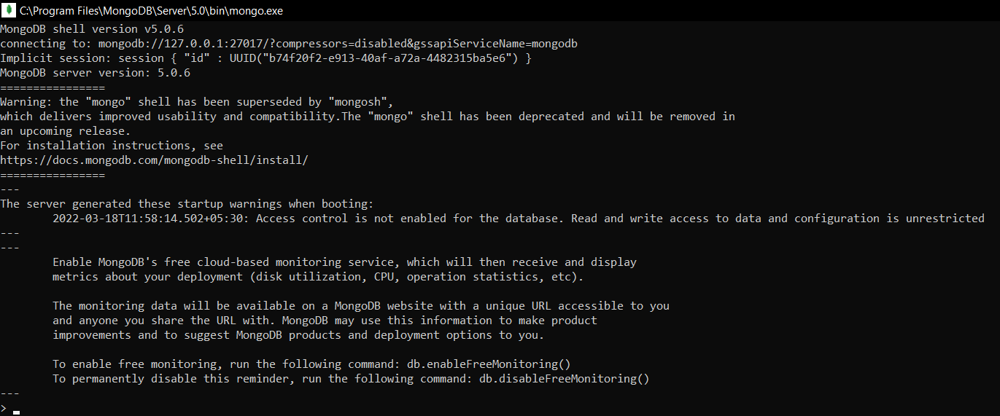 C:\Program Files\MongoDB\Server\5.0\bin\mongo.exe
MongoDB shell version v5.0.6
connecting to: mongodb://127.0.0.1:27017/?compressors=disabled&gssapiServiceName=mongodb
Implicit session: session { "id" : UUID("b74f20f2-e913-40af-a72a-4482315ba5e6") }
MongoDB server version: 5.0.6
================
Warning: the "mongo" shell has been superseded by "mongosh",
which delivers improved usability and compatibility.The "mongo" shell has been deprecated and will be removed in
an upcoming release.
For installation instructions, see
https://docs.mongodb.com/mongodb-shell/install/
================
---
The server generated these startup warnings when booting:
        2022-03-18T11:58:14.502+05:30: Access control is not enabled for the database. Read and write access to data and configuration is unrestricted
---
---
        Enable MongoDB's free cloud-based monitoring service, which will then receive and display
        metrics about your deployment (disk utilization, CPU, operation statistics, etc).

        The monitoring data will be available on a MongoDB website with a unique URL accessible to you
        and anyone you share the URL with. MongoDB may use this information to make product
        improvements and to suggest MongoDB products and deployment options to you.

        To enable free monitoring, run the following command: db.enableFreeMonitoring()
        To permanently disable this reminder, run the following command: db.disableFreeMonitoring()
---
> _